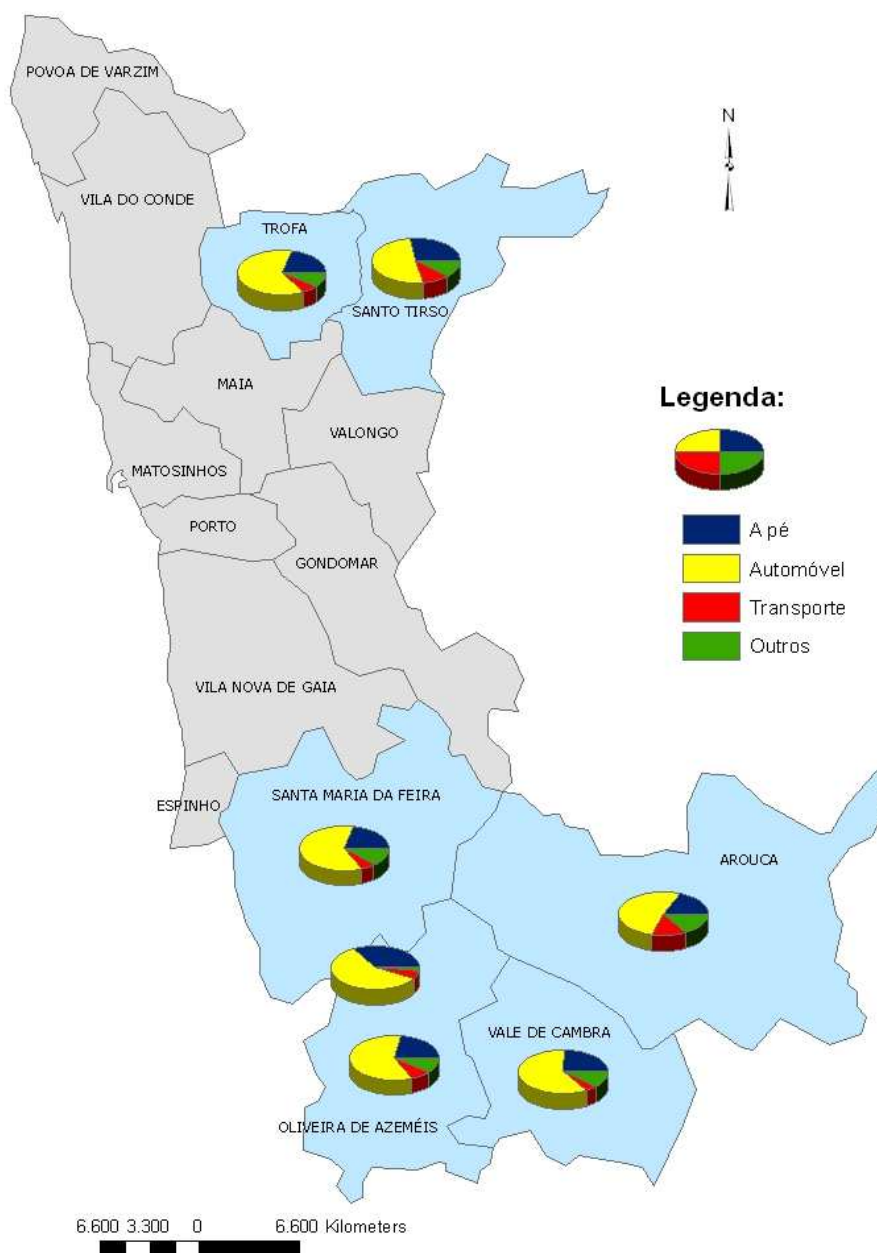 POVOA DE VARZIM
N
VILA DO CONDE
TROFA
SANTO TIRSO
MAIA
Legenda:
VALONGO
MATOSINHOS
PORTO
A pé
GONDOMAR
Automóvel
Transporte
Outros
VILA NOVA DE GAIA
SANTA MARIA DA FEIRA
ESPINHO
AROUCA
VALE DE CAMBRA
OLIVEIRA DE AZEMÉIS
6.600 3.300 0 6.600 Kilometers